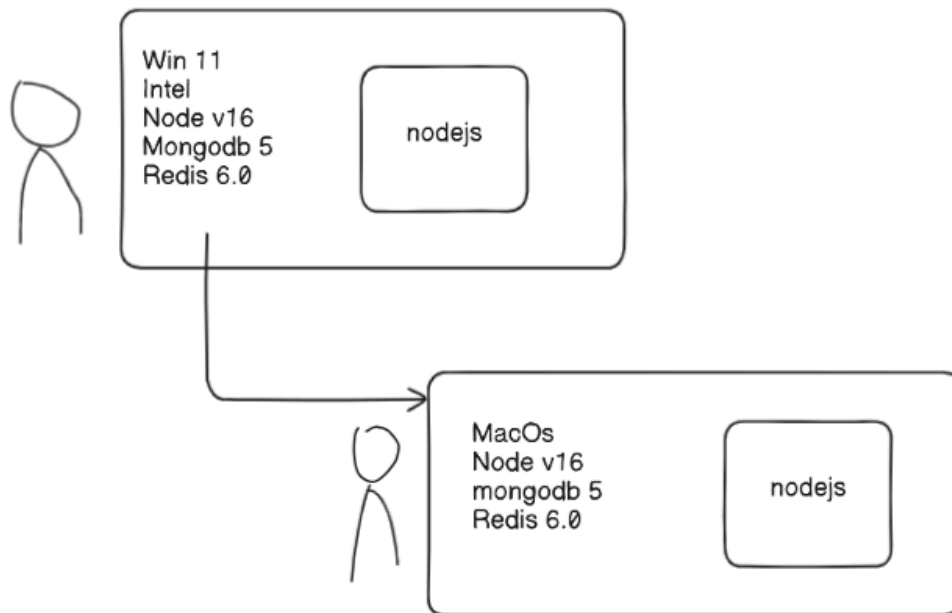 Win 11
Intel
Node v16
Mongodb 5
Redis 6.0
nodejs
MacOs
Node v16
mongodb 5
Redis 6.0
nodejs